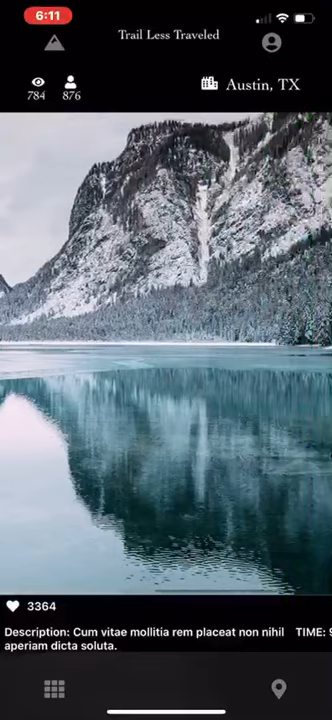 6:11
Trail Less Traveled
784 876
Austin, TX
3364
Description: Cum vitae mollitia rem placeat non nihil TIME: 9
aperiam dicta soluta.